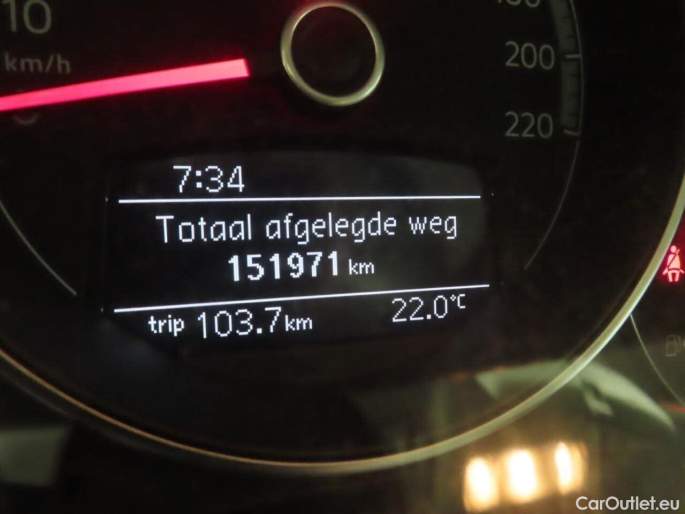 10
km/h
200
220
7:34
Totaal afgelegde weg
151971 km
trip 103.7 km
22.0°C
CarOutlet.eu